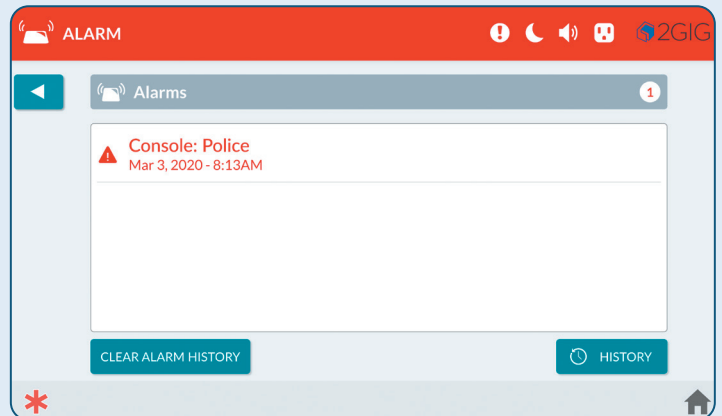 ALARM
2GIG
Alarms
1
Console: Police
Mar 3, 2020 - 8:13AM
CLEAR ALARM HISTORY
HISTORY